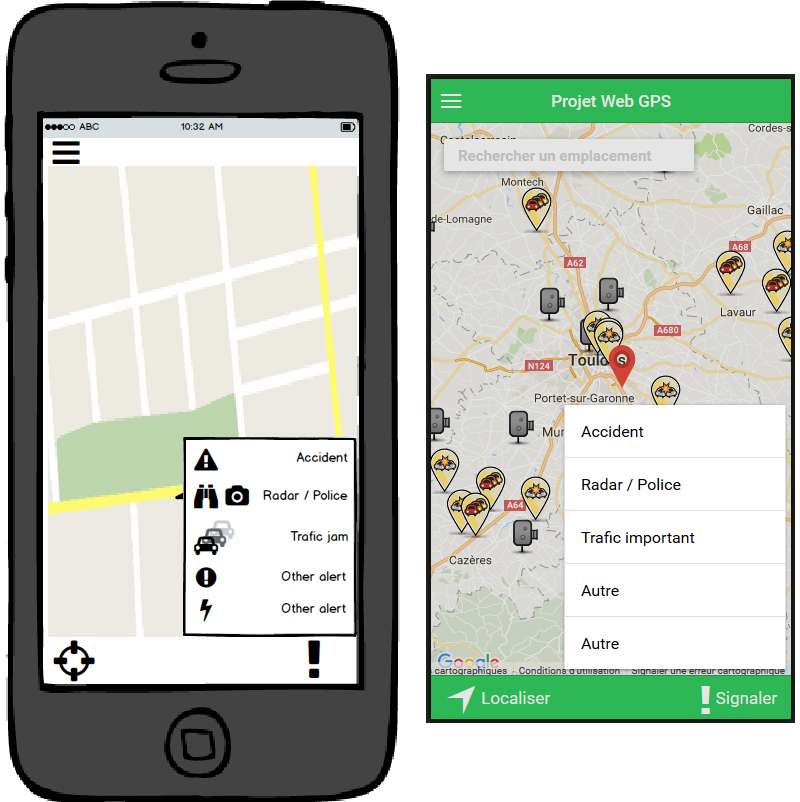 ABC 10:32 AM
Accident
Radar / Police
Trafic jam
Other alert
Other alert
Projet Web GPS
Cordes-s
Rechercher un emplacement
Montech
de-Lomagne
Gaillac
A68
A62
Lavaur
A680
Toulous
N124
Portet-sur-Garonne
Mur
A64
Cazères
Accident
Radar / Police
Trafic important
Autre
Autre
Google
cartographiques Conditions d'utilisation Signaler une erreur cartographique
Localiser
Signaler